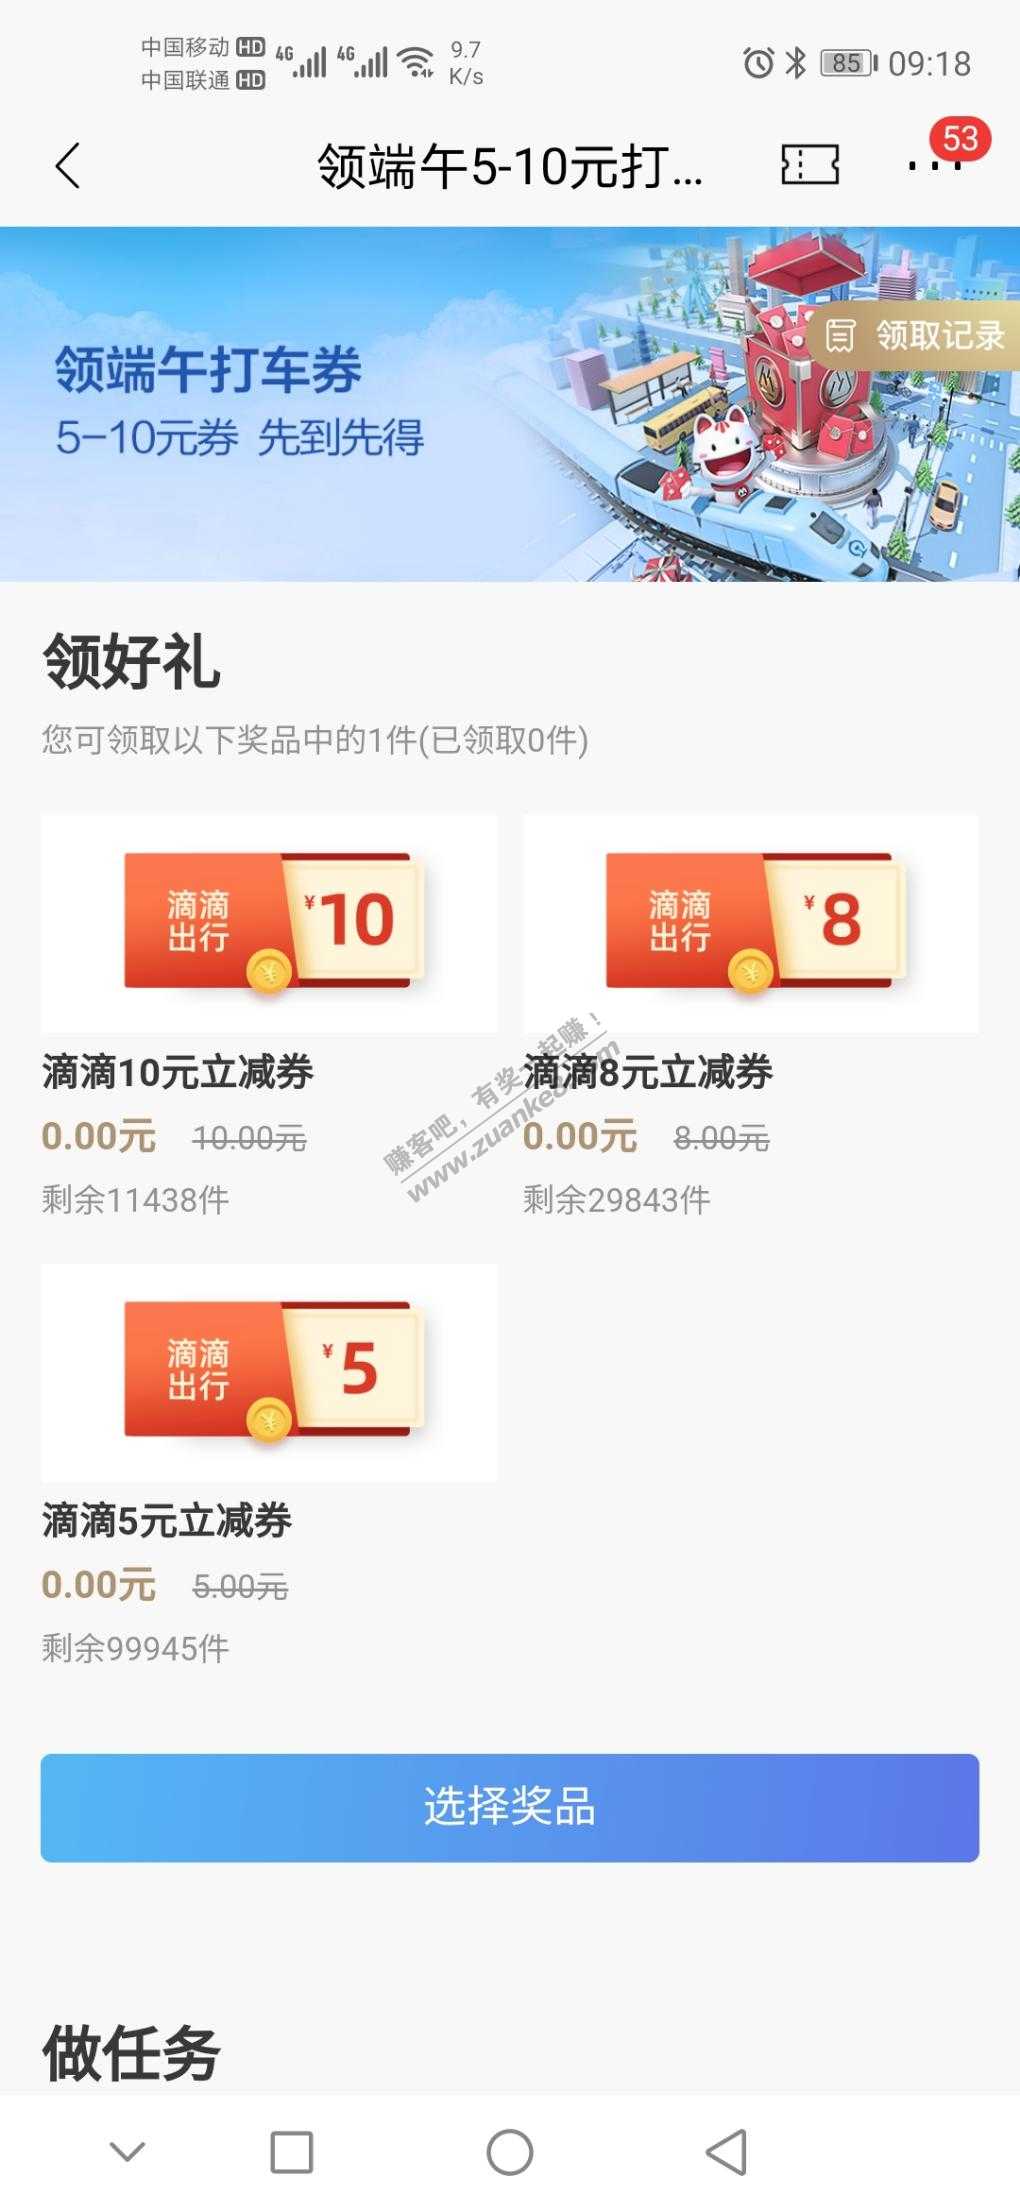 中国移动 HD 4G 4G 9.7
中国联通 HD K/s
85 09:18
领端午5-10元打...
53
领取记录
领端午打车券
5-10元券 先到先得
领好礼
您可领取以下奖品中的1件(已领取0件)
滴滴
出行
¥10
滴滴
出行
¥8
滴滴10元立减券
滴滴8元立减券
0.00元 10.00元
0.00元 8.00元
剩余11438件
剩余29843件
赚客吧，有奖一起赚！
www.zuanke8.com
滴滴
出行
¥5
滴滴5元立减券
0.00元 5.00元
剩余99945件
选择奖品
做任务